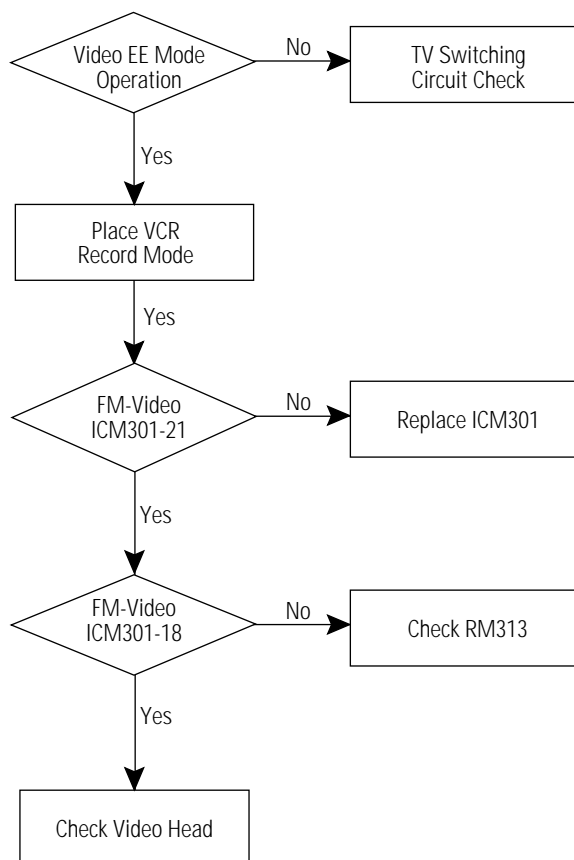 Video EE Mode
Operation
No
TV Switching
Circuit Check
Yes
Place VCR
Record Mode
Yes
FM-Video
ICM301-21
No
Replace ICM301
Yes
FM-Video
ICM301-18
No
Check RM313
Yes
Check Video Head